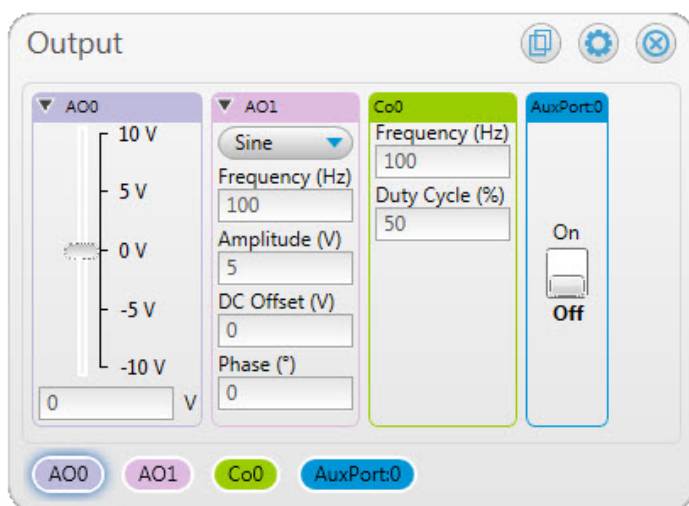 Output
AO0
10 V
5 V
0 V
-5 V
-10 V
0 V
AO1
Sine
Frequency (Hz)
100
Amplitude (V)
5
DC Offset (V)
0
Phase (°)
0
Co0
Frequency (Hz)
100
Duty Cycle (%)
50
AuxPort:0
On
Off
AO0 AO1 Co0 AuxPort:0